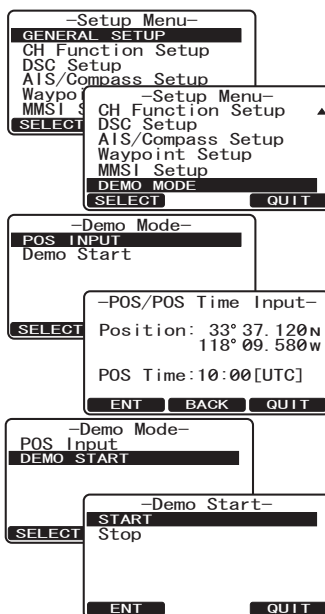 –Setup Menu–
GENERAL SETUP
CH Function Setup
DSC Setup
AIS/Compass Setup
Waypoi
MMSI S
SELECT
–Setup Menu–
CH Function Setup ▲
DSC Setup
AIS/Compass Setup
Waypoint Setup
MMSI Setup
DEMO MODE
SELECT QUIT
–Demo Mode–
POS INPUT
Demo Start
SELECT
–POS/POS Time Input–
Position: 33°37.120N
118°09.580W
POS Time:10:00[UTC]
ENT BACK QUIT
–Demo Mode–
POS Input
DEMO START
SELECT
–Demo Start–
START
Stop
ENT QUIT